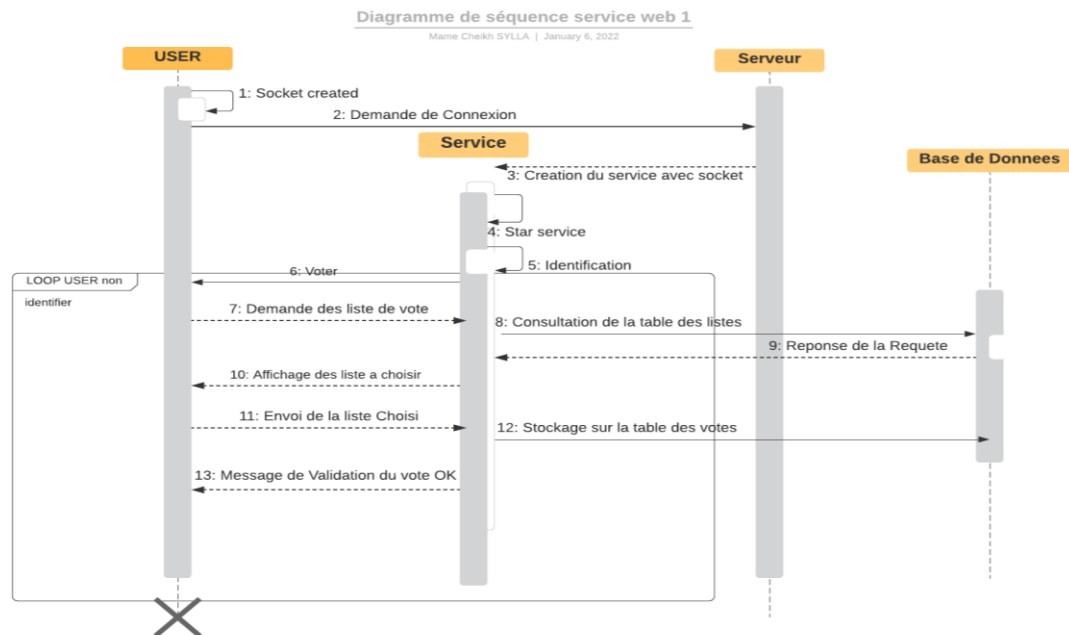 Diagramme de séquence service web 1
Mame Cheikh SYLLA | January 6, 2022
USER
Serveur
1: Socket created
2: Demande de Connexion
Service
Base de Donnees
3: Creation du service avec socket
4: Star service
5: Identification
6: Voter
LOOP USER non
identifier
7: Demande des liste de vote
8: Consultation de la table des listes
9: Reponse de la Requete
10: Affichage des liste a choisir
11: Envoi de la liste Choisi
12: Stockage sur la table des votes
13: Message de Validation du vote OK